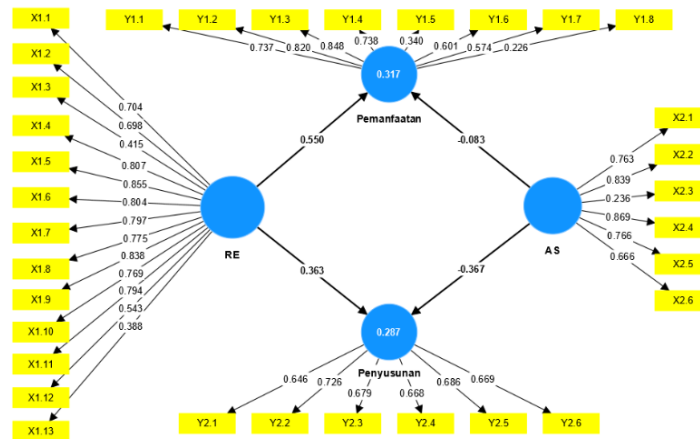 X1.1
X1.2
X1.3
X1.4
X1.5
X1.6
X1.7
X1.8
X1.9
X1.10
X1.11
X1.12
X1.13
0.704
0.698
0.415
0.807
0.855
0.804
0.797
0.775
0.838
0.769
0.794
0.543
0.388
RE
Y1.1 Y1.2 Y1.3 Y1.4 Y1.5 Y1.6 Y1.7 Y1.8
0.737 0.820 0.848 0.738 0.340 0.601 0.574 0.226
0.317
Pemanfaatan
0.550
-0.083
0.363
-0.367
AS
0.763
0.839
0.236
0.869
0.766
0.666
X2.1
X2.2
X2.3
X2.4
X2.5
X2.6
0.287
Penyusunan
0.646 0.726 0.679 0.668 0.686 0.669
Y2.1 Y2.2 Y2.3 Y2.4 Y2.5 Y2.6